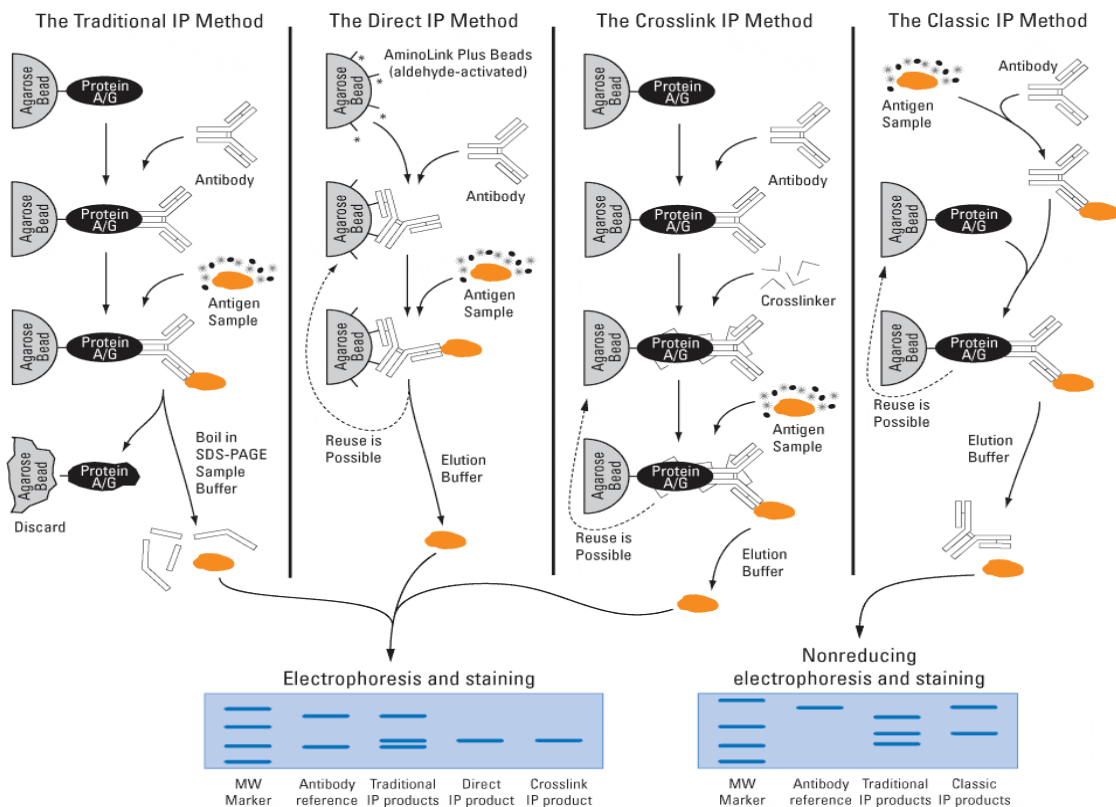 The Traditional IP Method
Agarose
Bead
Protein
A/G
Antibody
Agarose
Bead
Protein
A/G
Antigen
Sample
Agarose
Bead
Protein
A/G
Boil in
SDS-PAGE
Sample
Buffer
Agarose
Bead
Protein
A/G
Discard
The Direct IP Method
AminoLink Plus Beads
(aldehyde-activated)
Agarose
Bead
*
*
*
*
Antibody
Agarose
Bead
Antigen
Sample
Agarose
Bead
Reuse is
Possible
Elution
Buffer
The Crosslink IP Method
Agarose
Bead
Protein
A/G
Antibody
Agarose
Bead
Protein
A/G
Crosslinker
Agarose
Bead
Protein
A/G
Antigen
Sample
Agarose
Bead
Protein
A/G
Reuse is
Possible
Elution
Buffer
The Classic IP Method
Antibody
Antigen
Sample
Agarose
Bead
Protein
A/G
Agarose
Bead
Protein
A/G
Reuse is
Possible
Elution
Buffer
Electrophoresis and staining
MW
Marker
Antibody
reference
Traditional
IP products
Direct
IP product
Crosslink
IP product
Nonreducing
electrophoresis and staining
MW
Marker
Antibody
reference
Traditional
IP products
Classic
IP products